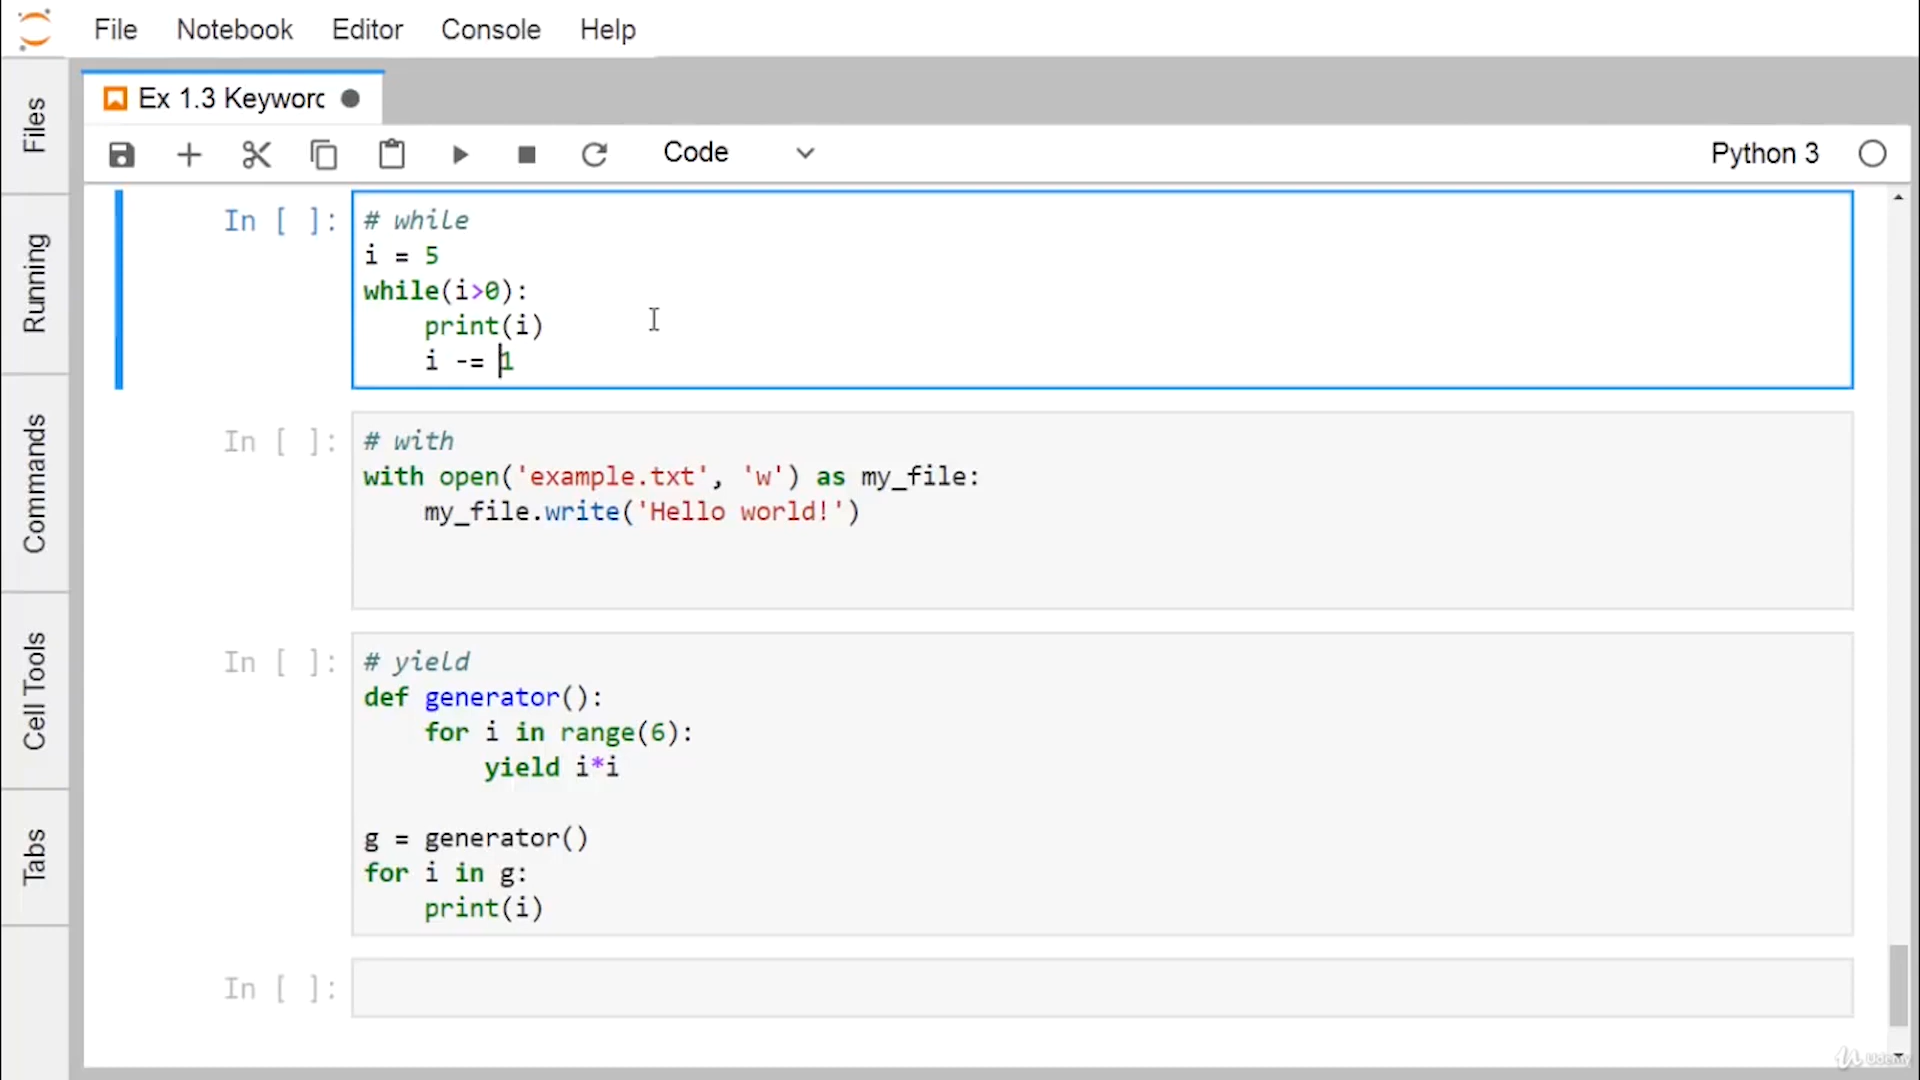 File Notebook Editor Console Help
Ex 1.3 Keyword
Code
Python 3
Files
Running
Commands
Cell Tools
Tabs
In [ ]:
# while
i = 5
while(i>0):
    print(i)
    i -= 1
In [ ]:
# with
with open('example.txt', 'w') as my_file:
    my_file.write('Hello world!')
In [ ]:
# yield
def generator():
    for i in range(6):
        yield i*i
g = generator()
for i in g:
    print(i)
In [ ]:
Udemy